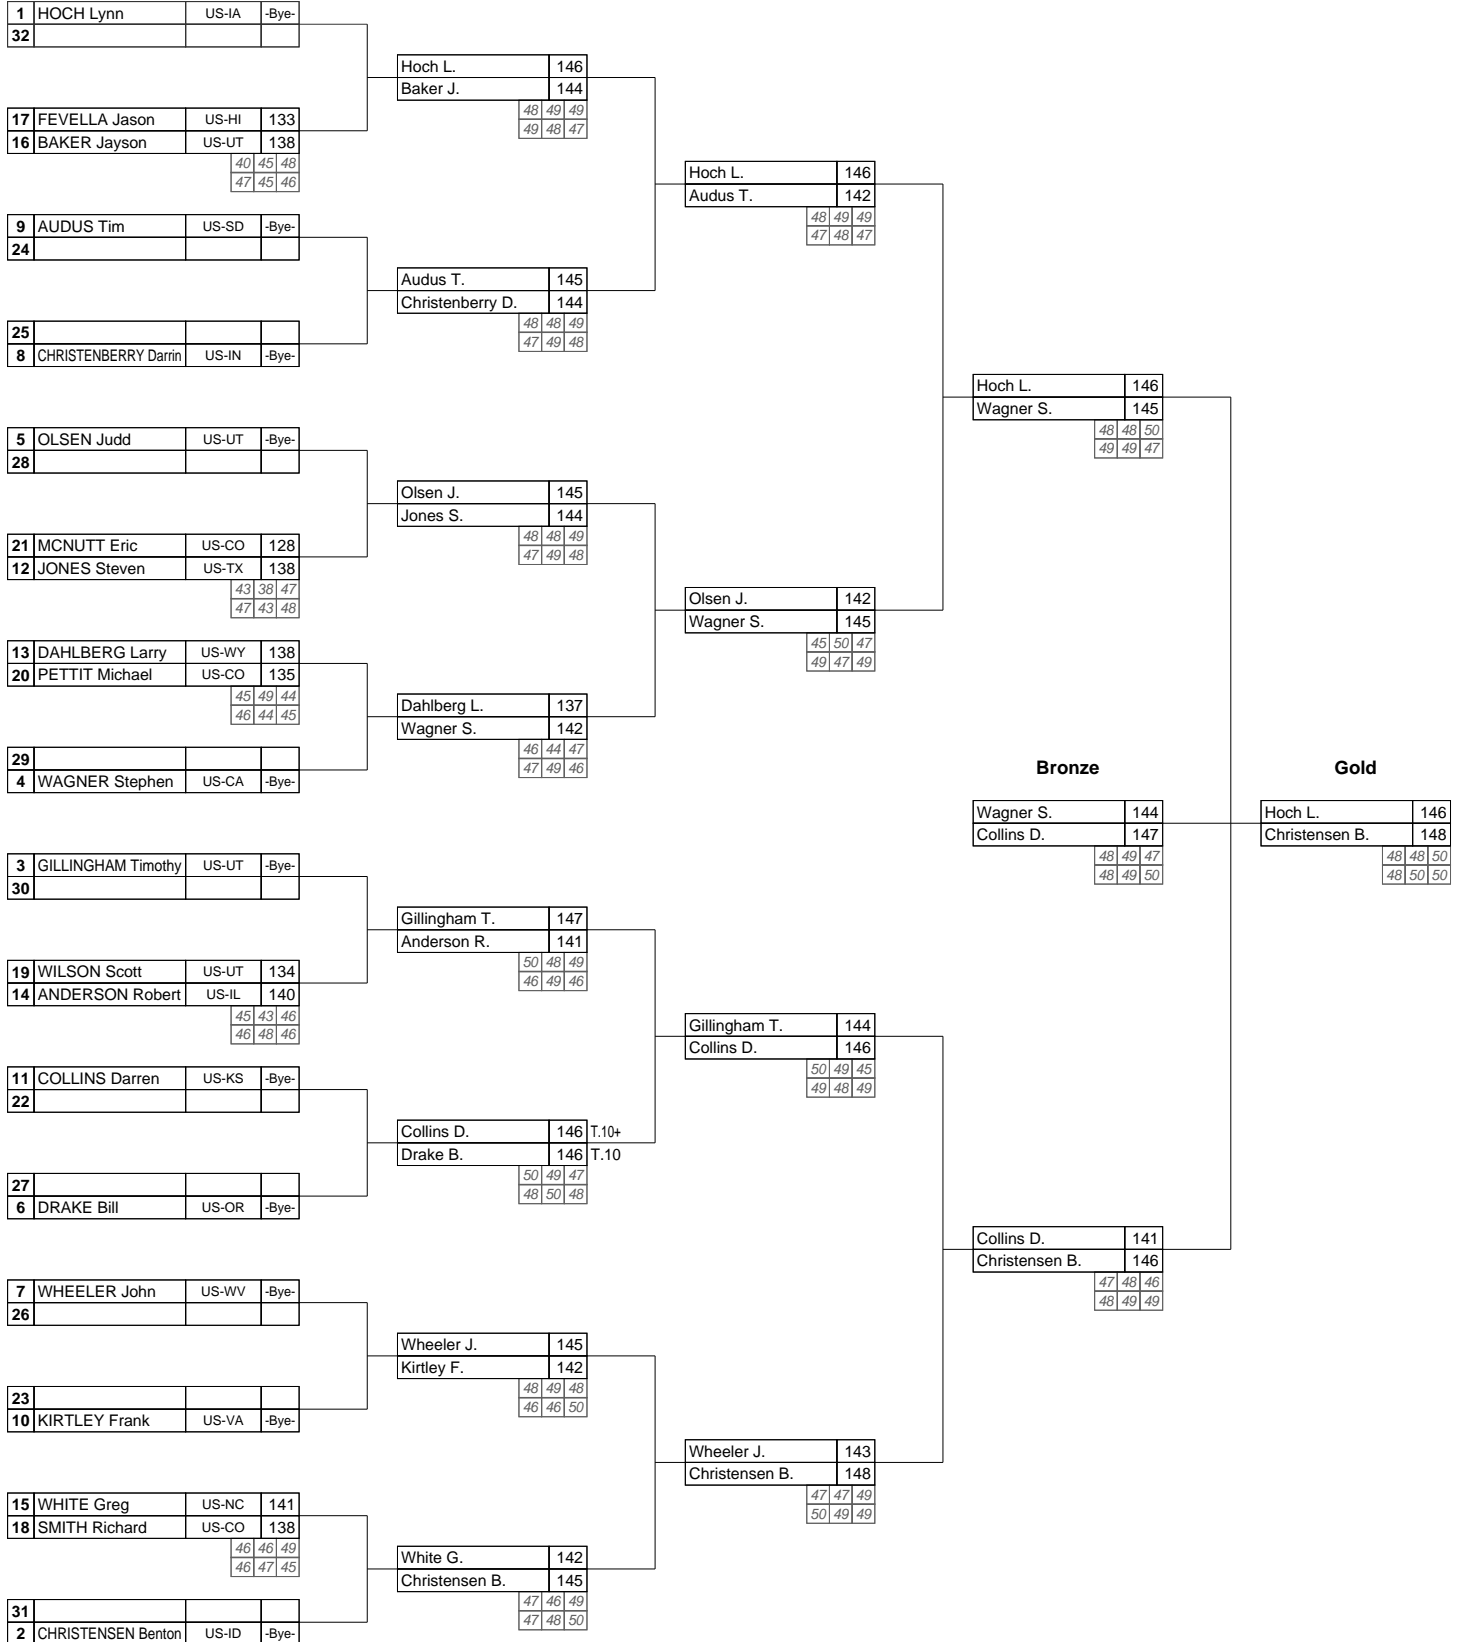 1 HOCH Lynn US-IA -Bye-
32
Hoch L. 146
Baker J. 144
48 49 49
49 48 47
17 FEVELLA Jason US-HI 133
16 BAKER Jayson US-UT 138
40 45 48
47 45 46
Hoch L. 146
Audus T. 142
48 49 49
47 48 47
9 AUDUS Tim US-SD -Bye-
24
Audus T. 145
Christenberry D. 144
48 48 49
47 49 48
25
8 CHRISTENBERRY Darrin US-IN -Bye-
Hoch L. 146
Wagner S. 145
48 48 50
49 49 47
5 OLSEN Judd US-UT -Bye-
28
Olsen J. 145
Jones S. 144
48 48 49
47 49 48
21 MCNUTT Eric US-CO 128
12 JONES Steven US-TX 138
43 38 47
47 43 48
Olsen J. 142
Wagner S. 145
45 50 47
49 47 49
13 DAHLBERG Larry US-WY 138
20 PETTIT Michael US-CO 135
45 49 44
46 44 45
Dahlberg L. 137
Wagner S. 142
46 44 47
47 49 46
29
4 WAGNER Stephen US-CA -Bye-
Bronze Gold
Wagner S. 144 Hoch L. 146
Collins D. 147 Christensen B. 148
48 49 47 48 48 50
48 49 50 48 50 50
3 GILLINGHAM Timothy US-UT -Bye-
30
Gillingham T. 147
Anderson R. 141
50 48 49
46 49 46
19 WILSON Scott US-UT 134
14 ANDERSON Robert US-IL 140
45 43 46
46 48 46
Gillingham T. 144
Collins D. 146
50 49 45
49 48 49
11 COLLINS Darren US-KS -Bye-
22
Collins D. 146 T.10+
Drake B. 146 T.10
50 49 47
48 50 48
27
6 DRAKE Bill US-OR -Bye-
Collins D. 141
Christensen B. 146
47 48 46
48 49 49
7 WHEELER John US-WV -Bye-
26
Wheeler J. 145
Kirtley F. 142
48 49 48
46 46 50
23
10 KIRTLEY Frank US-VA -Bye-
Wheeler J. 143
Christensen B. 148
47 47 49
50 49 49
15 WHITE Greg US-NC 141
18 SMITH Richard US-CO 138
46 46 49
46 47 45
White G. 142
Christensen B. 145
47 46 49
47 48 50
31
2 CHRISTENSEN Benton US-ID -Bye-